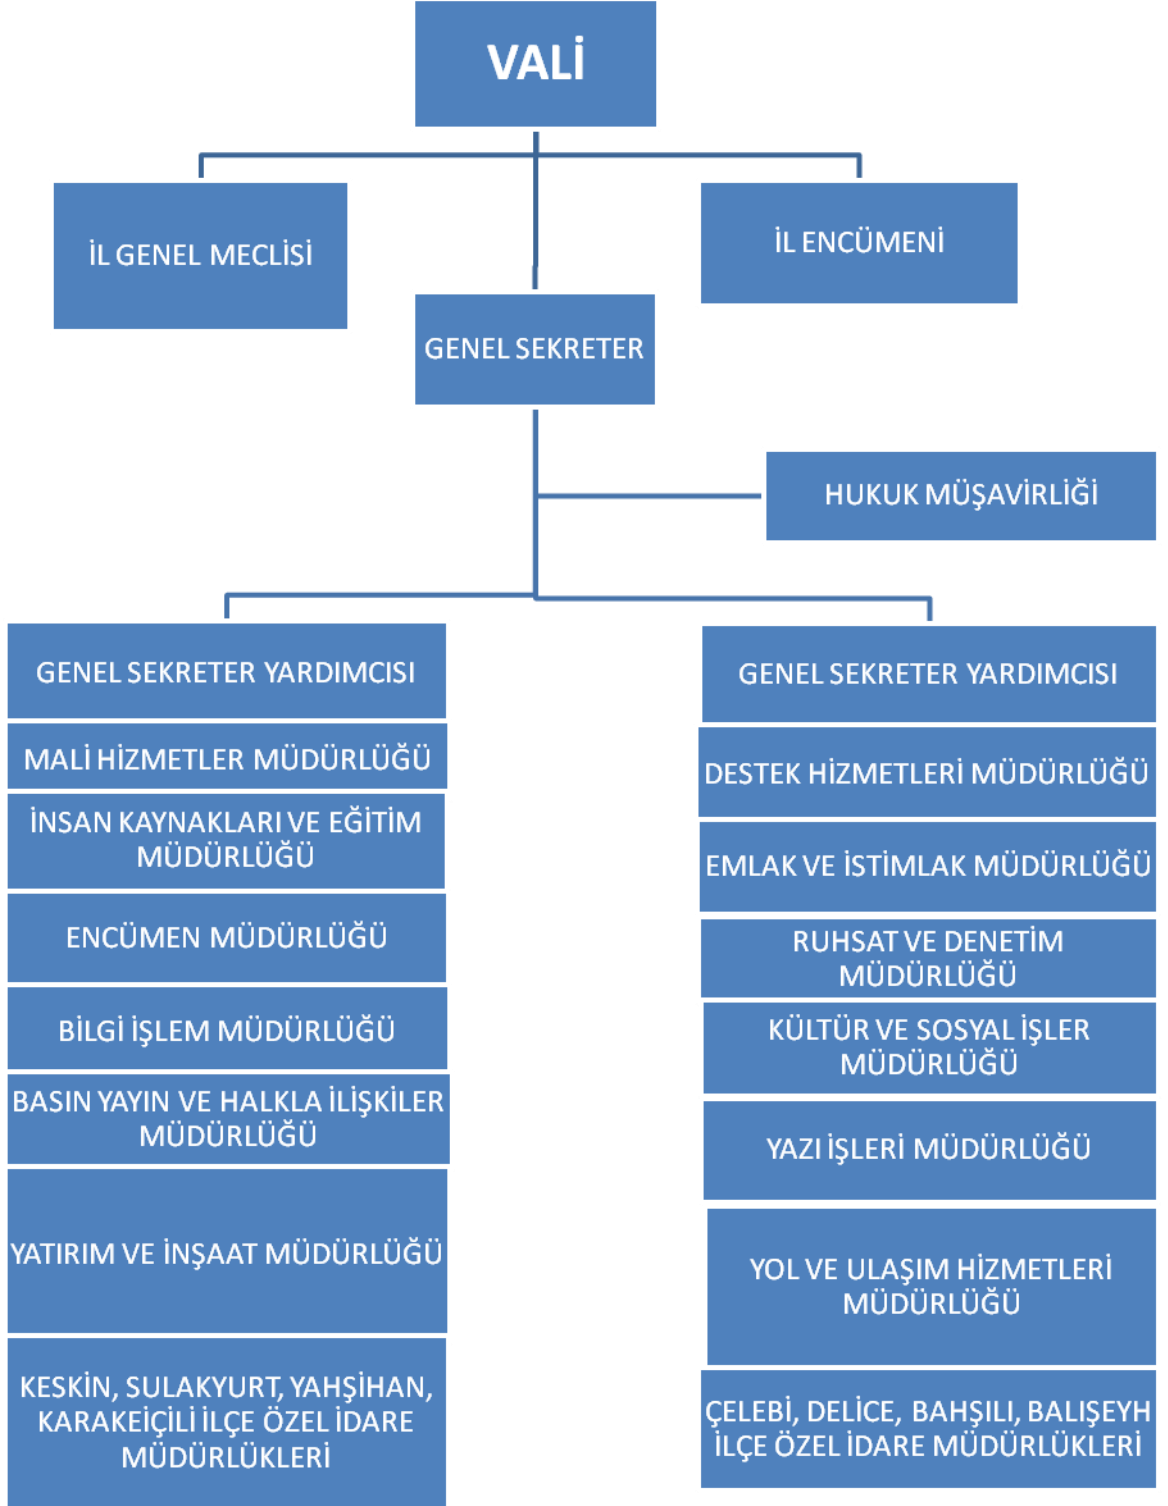 VALİ
İL GENEL MECLİSİ
İL ENCÜMENİ
GENEL SEKRETER
HUKUK MÜŞAVİRLİĞİ
GENEL SEKRETER YARDIMCISI
MALİ HİZMETLER MÜDÜRLÜĞÜ
İNSAN KAYNAKLARI VE EĞİTİM
MÜDÜRLÜĞÜ
ENCÜMEN MÜDÜRLÜĞÜ
BİLGİ İŞLEM MÜDÜRLÜĞÜ
BASIN YAYIN VE HALKLA İLİŞKİLER
MÜDÜRLÜĞÜ
YATIRIM VE İNŞAAT MÜDÜRLÜĞÜ
KESKİN, SULAKYURT, YAHŞİHAN,
KARAKEİÇİLİ İLÇE ÖZEL İDARE
MÜDÜRLÜKLERİ
GENEL SEKRETER YARDIMCISI
DESTEK HİZMETLERİ MÜDÜRLÜĞÜ
EMLAK VE İSTİMLAK MÜDÜRLÜĞÜ
RUHSAT VE DENETİM
MÜDÜRLÜĞÜ
KÜLTÜR VE SOSYAL İŞLER
MÜDÜRLÜĞÜ
YAZI İŞLERİ MÜDÜRLÜĞÜ
YOL VE ULAŞIM HİZMETLERİ
MÜDÜRLÜĞÜ
ÇELEBİ, DELİCE, BAHŞILI, BALIŞEYH
İLÇE ÖZEL İDARE MÜDÜRLÜKLERİ